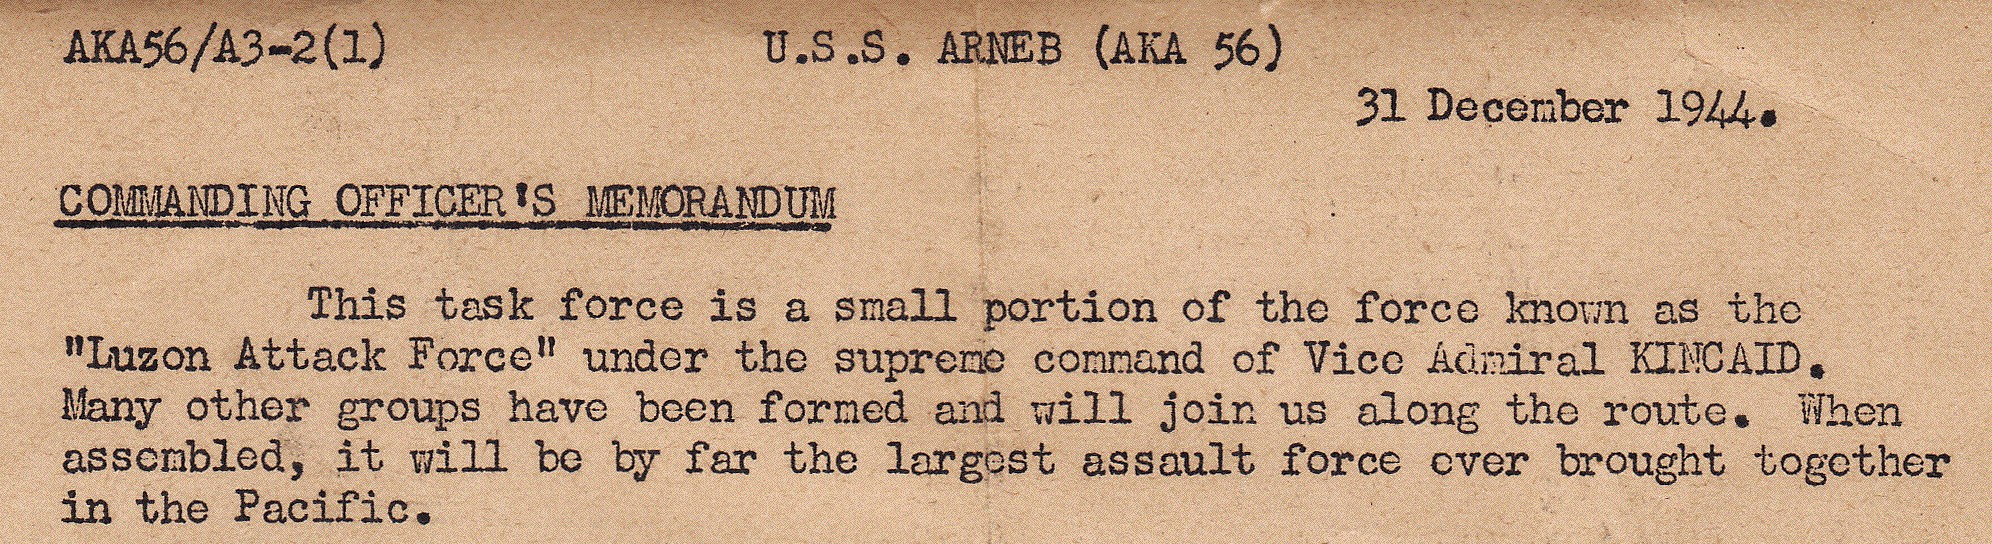 AKA56/A3-2(1) U.S.S. ARNEB (AKA 56)
31 December 1944.
COMMANDING OFFICER'S MEMORANDUM
This task force is a small portion of the force known as the
"Luzon Attack Force" under the supreme command of Vice Admiral KINCAID.
Many other groups have been formed and will join us along the route. When
assembled, it will be by far the largest assault force ever brought together
in the Pacific.